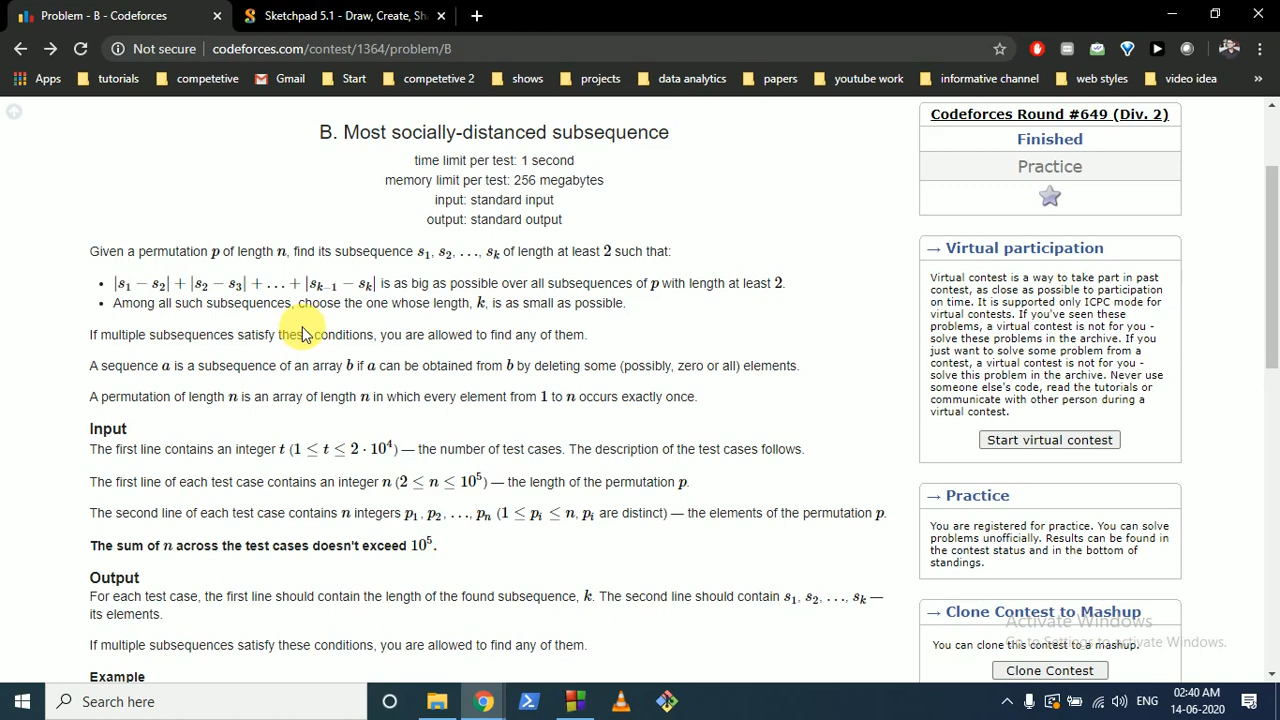 Problem - B - Codeforces
Sketchpad 5.1 - Draw, Create, Sha
Not secure codeforces.com/contest/1364/problem/B
Apps tutorials competetive Gmail Start competetive 2 shows projects data analytics papers youtube work informative channel web styles video idea »
B. Most socially-distanced subsequence
time limit per test: 1 second
memory limit per test: 256 megabytes
input: standard input
output: standard output
Given a permutation p of length n, find its subsequence s₁, s₂, …, sₖ of length at least 2 such that:
• |s₁ − s₂| + |s₂ − s₃| + … + |sₖ₋₁ − sₖ| is as big as possible over all subsequences of p with length at least 2.
• Among all such subsequences, choose the one whose length, k, is as small as possible.
If multiple subsequences satisfy these conditions, you are allowed to find any of them.
A sequence a is a subsequence of an array b if a can be obtained from b by deleting some (possibly, zero or all) elements.
A permutation of length n is an array of length n in which every element from 1 to n occurs exactly once.
Input
The first line contains an integer t (1 ≤ t ≤ 2 · 10⁴) — the number of test cases. The description of the test cases follows.
The first line of each test case contains an integer n (2 ≤ n ≤ 10⁵) — the length of the permutation p.
The second line of each test case contains n integers p₁, p₂, …, pₙ (1 ≤ pᵢ ≤ n, pᵢ are distinct) — the elements of the permutation p.
The sum of n across the test cases doesn't exceed 10⁵.
Output
For each test case, the first line should contain the length of the found subsequence, k. The second line should contain s₁, s₂, …, sₖ —
its elements.
If multiple subsequences satisfy these conditions, you are allowed to find any of them.
Example
Codeforces Round #649 (Div. 2)
Finished
Practice
→ Virtual participation
Virtual contest is a way to take part in past
contest, as close as possible to participation
on time. It is supported only ICPC mode for
virtual contests. If you've seen these
problems, a virtual contest is not for you -
solve these problems in the archive. If you
just want to solve some problem from a
contest, a virtual contest is not for you -
solve this problem in the archive. Never use
someone else's code, read the tutorials or
communicate with other person during a
virtual contest.
Start virtual contest
→ Practice
You are registered for practice. You can solve
problems unofficially. Results can be found in
the contest status and in the bottom of
standings.
→ Clone Contest to Mashup
You can clone this contest to a mashup.
Clone Contest
Activate Windows
Go to Settings to activate Windows.
Search here
ENG
02:40 AM
14-06-2020